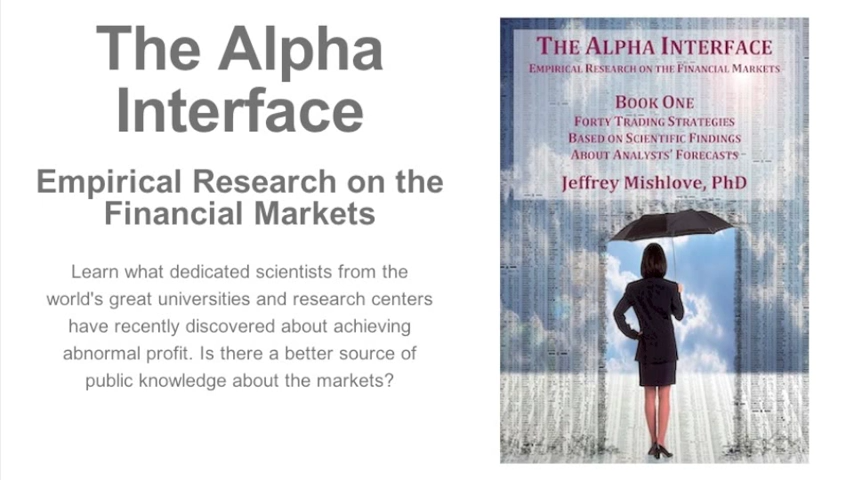 The Alpha
Interface
Empirical Research on the
Financial Markets
Learn what dedicated scientists from the
world's great universities and research centers
have recently discovered about achieving
abnormal profit. Is there a better source of
public knowledge about the markets?
THE ALPHA INTERFACE
EMPIRICAL RESEARCH ON THE FINANCIAL MARKETS
BOOK ONE
FORTY TRADING STRATEGIES
BASED ON SCIENTIFIC FINDINGS
ABOUT ANALYSTS' FORECASTS
Jeffrey Mishlove, PhD